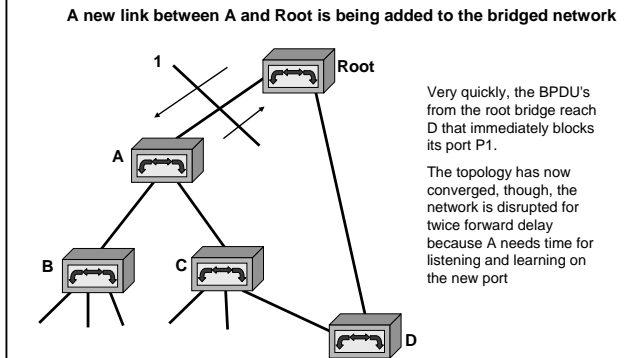 A new link between A and Root is being added to the bridged network
1
Root
Very quickly, the BPDU's
from the root bridge reach
D that immediately blocks
its port P1.
The topology has now
converged, though, the
network is disrupted for
twice forward delay
because A needs time for
listening and learning on
the new port
A
B
C
D